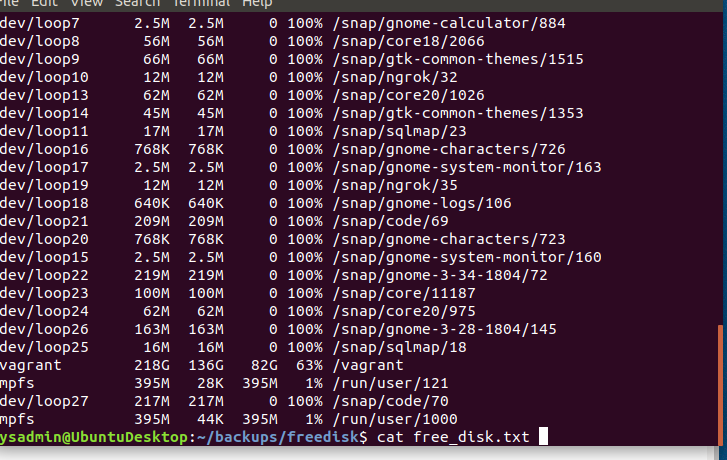 File Edit View Search Terminal Help
dev/loop7 2.5M 2.5M 0 100% /snap/gnome-calculator/884
dev/loop8 56M 56M 0 100% /snap/core18/2066
dev/loop9 66M 66M 0 100% /snap/gtk-common-themes/1515
dev/loop10 12M 12M 0 100% /snap/ngrok/32
dev/loop13 62M 62M 0 100% /snap/core20/1026
dev/loop14 45M 45M 0 100% /snap/gtk-common-themes/1353
dev/loop11 17M 17M 0 100% /snap/sqlmap/23
dev/loop16 768K 768K 0 100% /snap/gnome-characters/726
dev/loop17 2.5M 2.5M 0 100% /snap/gnome-system-monitor/163
dev/loop19 12M 12M 0 100% /snap/ngrok/35
dev/loop18 640K 640K 0 100% /snap/gnome-logs/106
dev/loop21 209M 209M 0 100% /snap/code/69
dev/loop20 768K 768K 0 100% /snap/gnome-characters/723
dev/loop15 2.5M 2.5M 0 100% /snap/gnome-system-monitor/160
dev/loop22 219M 219M 0 100% /snap/gnome-3-34-1804/72
dev/loop23 100M 100M 0 100% /snap/core/11187
dev/loop24 62M 62M 0 100% /snap/core20/975
dev/loop26 163M 163M 0 100% /snap/gnome-3-28-1804/145
dev/loop25 16M 16M 0 100% /snap/sqlmap/18
vagrant 218G 136G 82G 63% /vagrant
mpfs 395M 28K 395M 1% /run/user/121
dev/loop27 217M 217M 0 100% /snap/code/70
mpfs 395M 44K 395M 1% /run/user/1000
ysadmin@UbuntuDesktop:~/backups/freedisk$ cat free_disk.txt